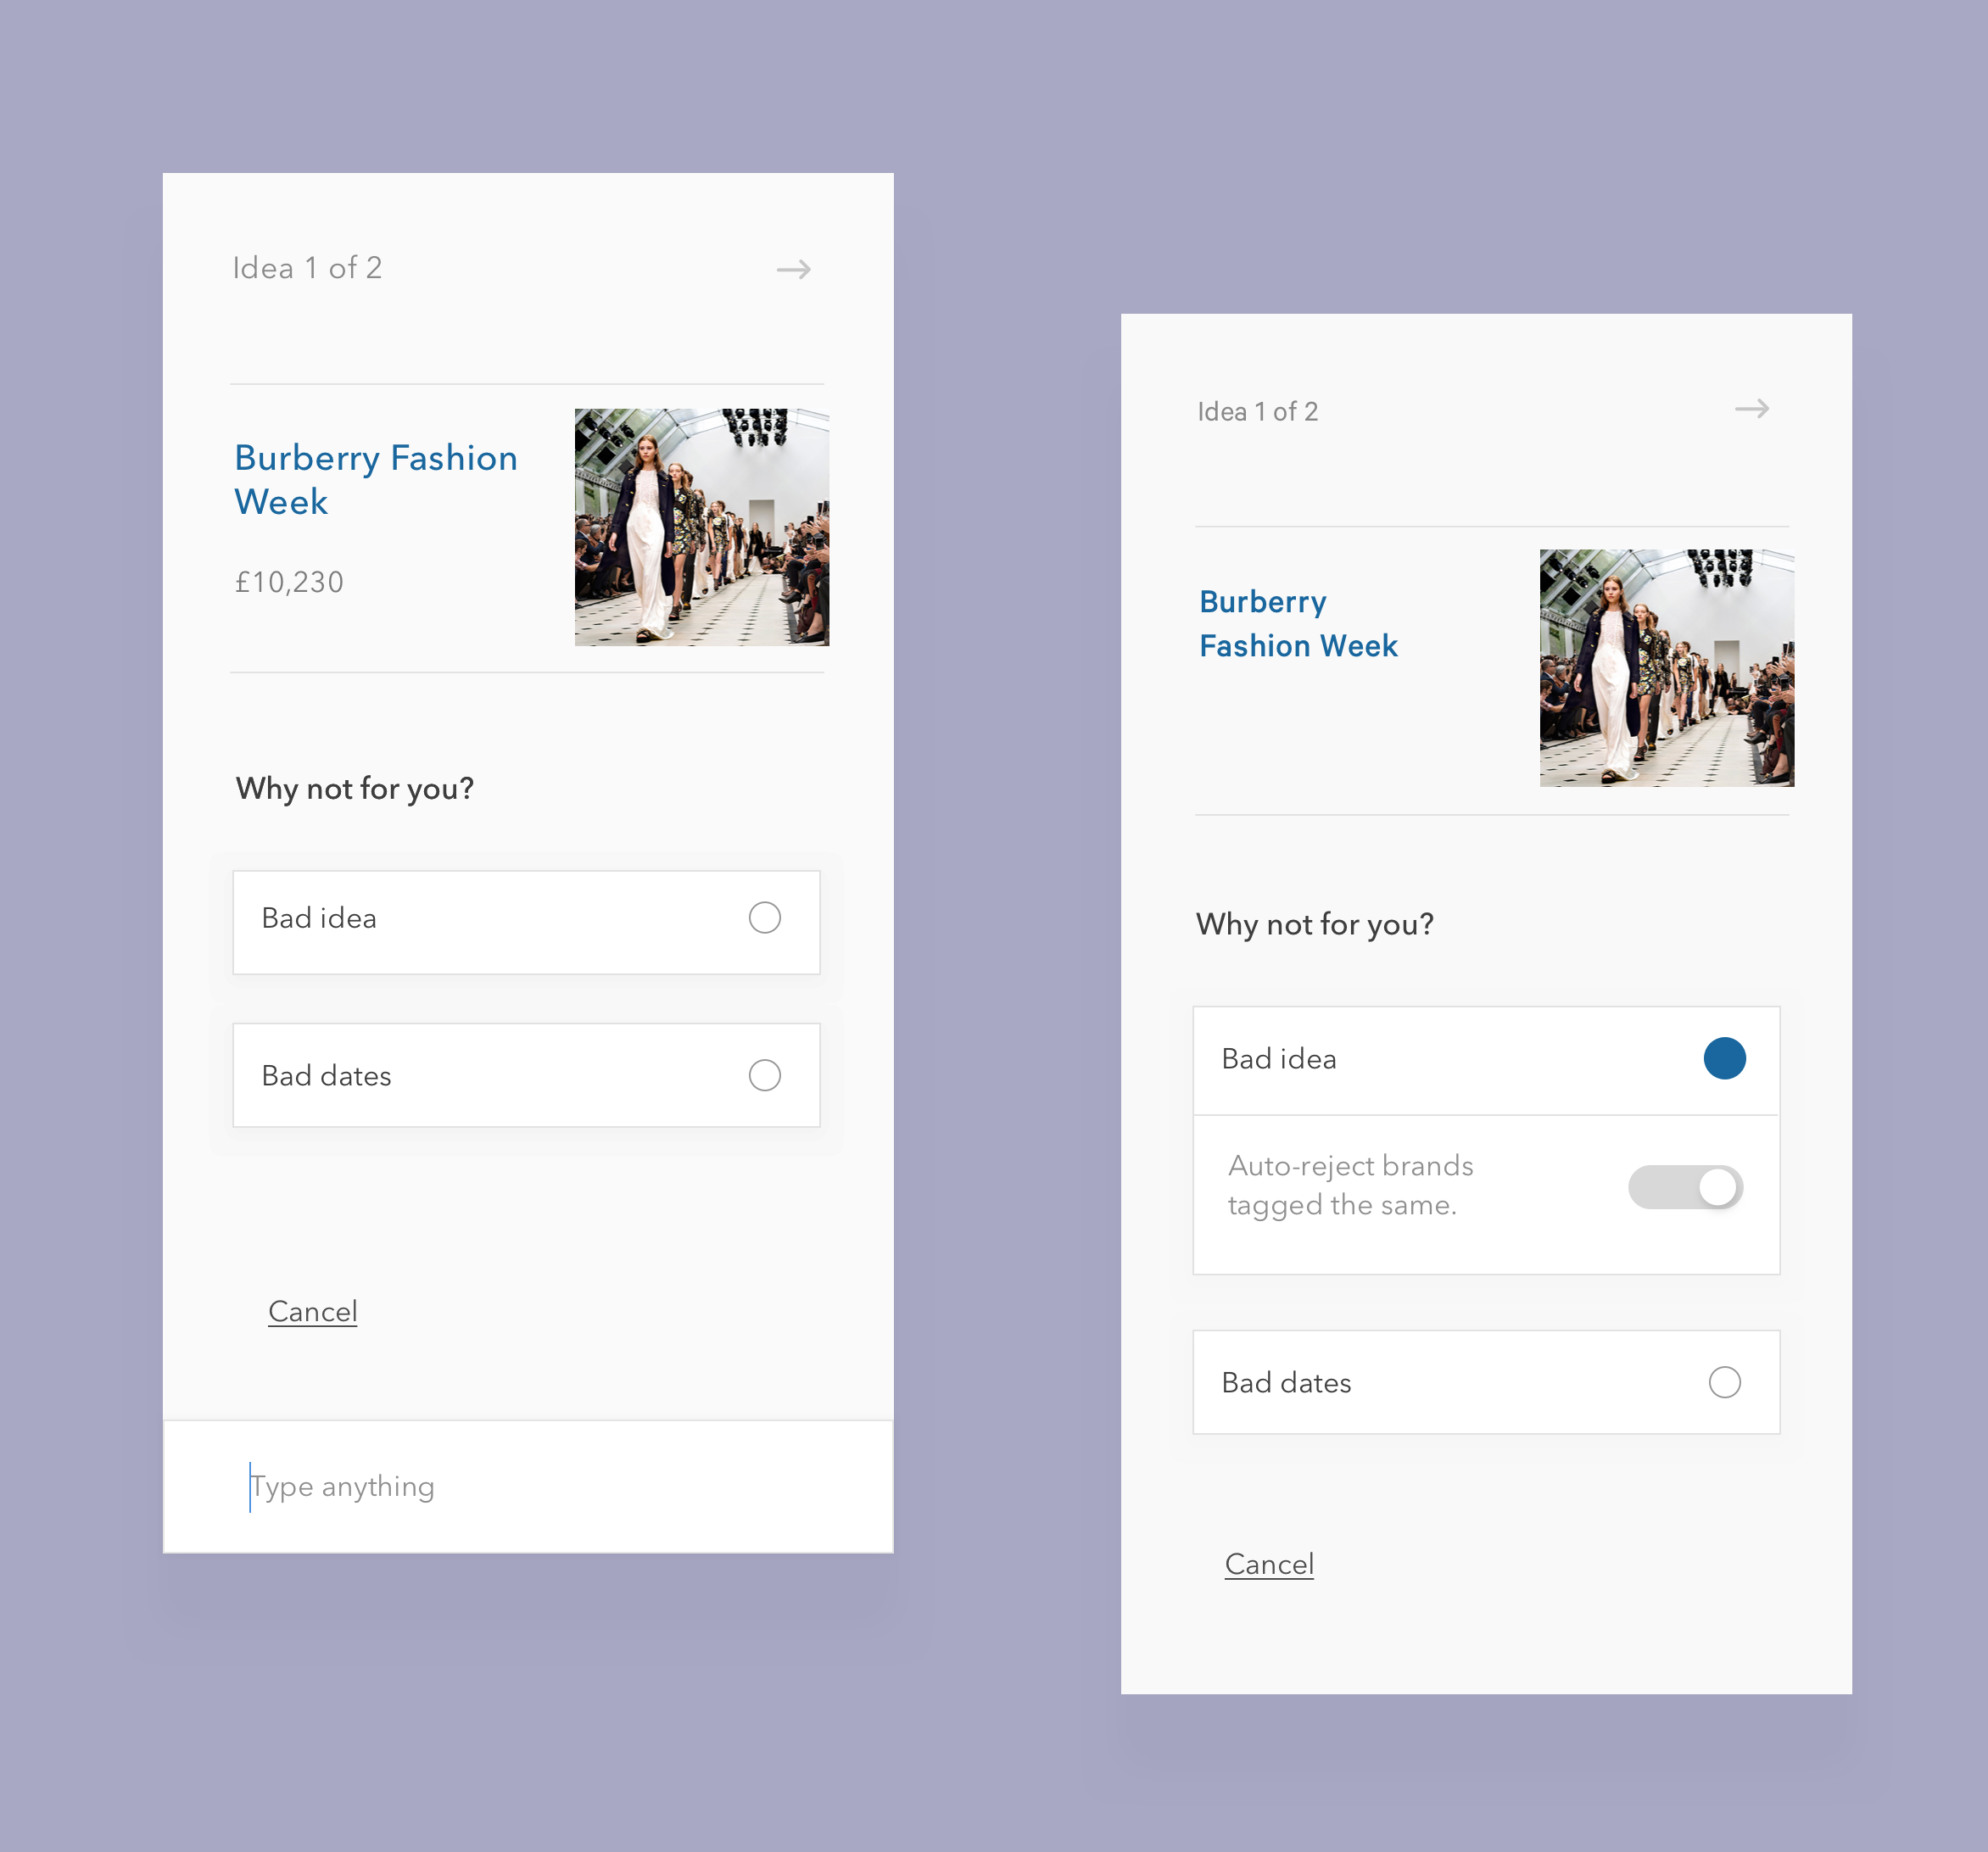 Idea 1 of 2
Burberry Fashion
Week
£10,230
Why not for you?
Bad idea
Bad dates
Cancel
Type anything
Idea 1 of 2
Burberry
Fashion Week
Why not for you?
Bad idea
Auto-reject brands
tagged the same.
Bad dates
Cancel